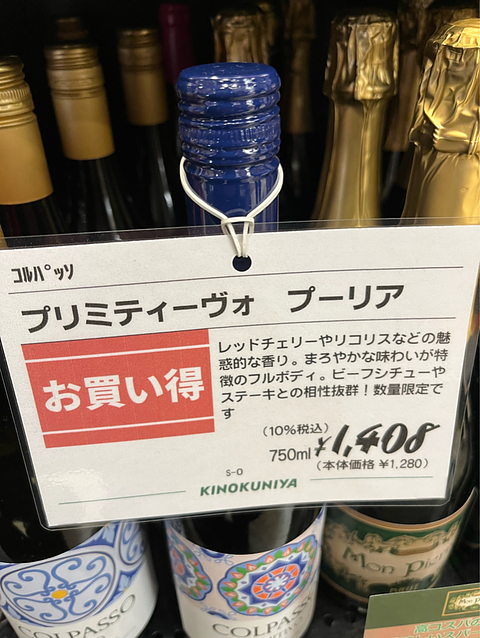 コルパッソ
プリミティーヴォ プーリア
お買い得
レッドチェリーやリコリスなどの魅
惑的な香り。まろやかな味わいが特
徴のフルボディ。ビーフシチューや
ステーキとの相性抜群！数量限定で
す
(10%税込)
750ml ¥1,408
(本体価格 ¥1,280)
S-0
KINOKUNIYA
COLPASSO
COLPASSO
Mon